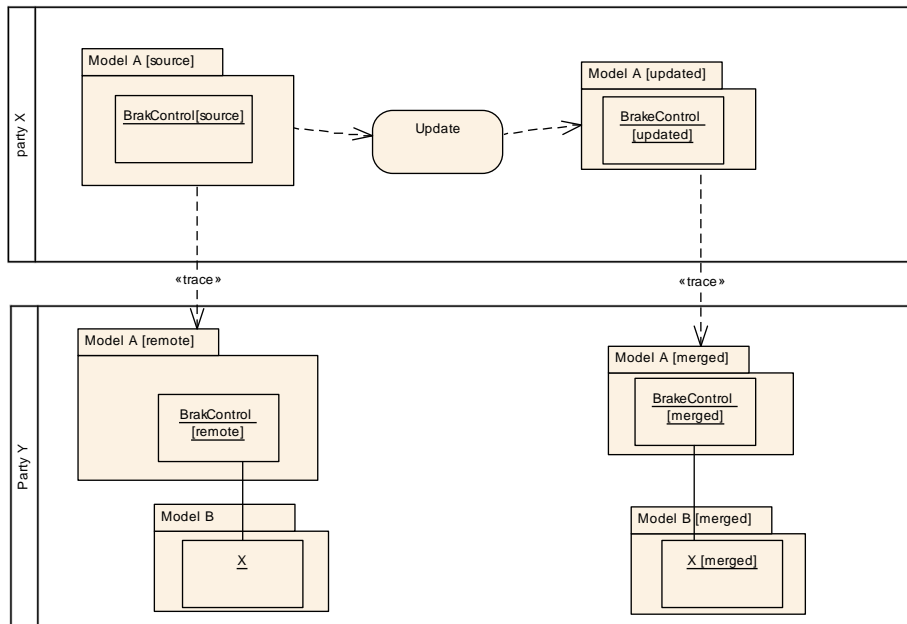 party X
Model A [source]
BrakControl[source]
Update
Model A [updated]
BrakeControl
[updated]
«trace»
«trace»
Party Y
Model A [remote]
BrakControl
[remote]
Model B
X
Model A [merged]
BrakeControl
[merged]
Model B [merged]
X [merged]